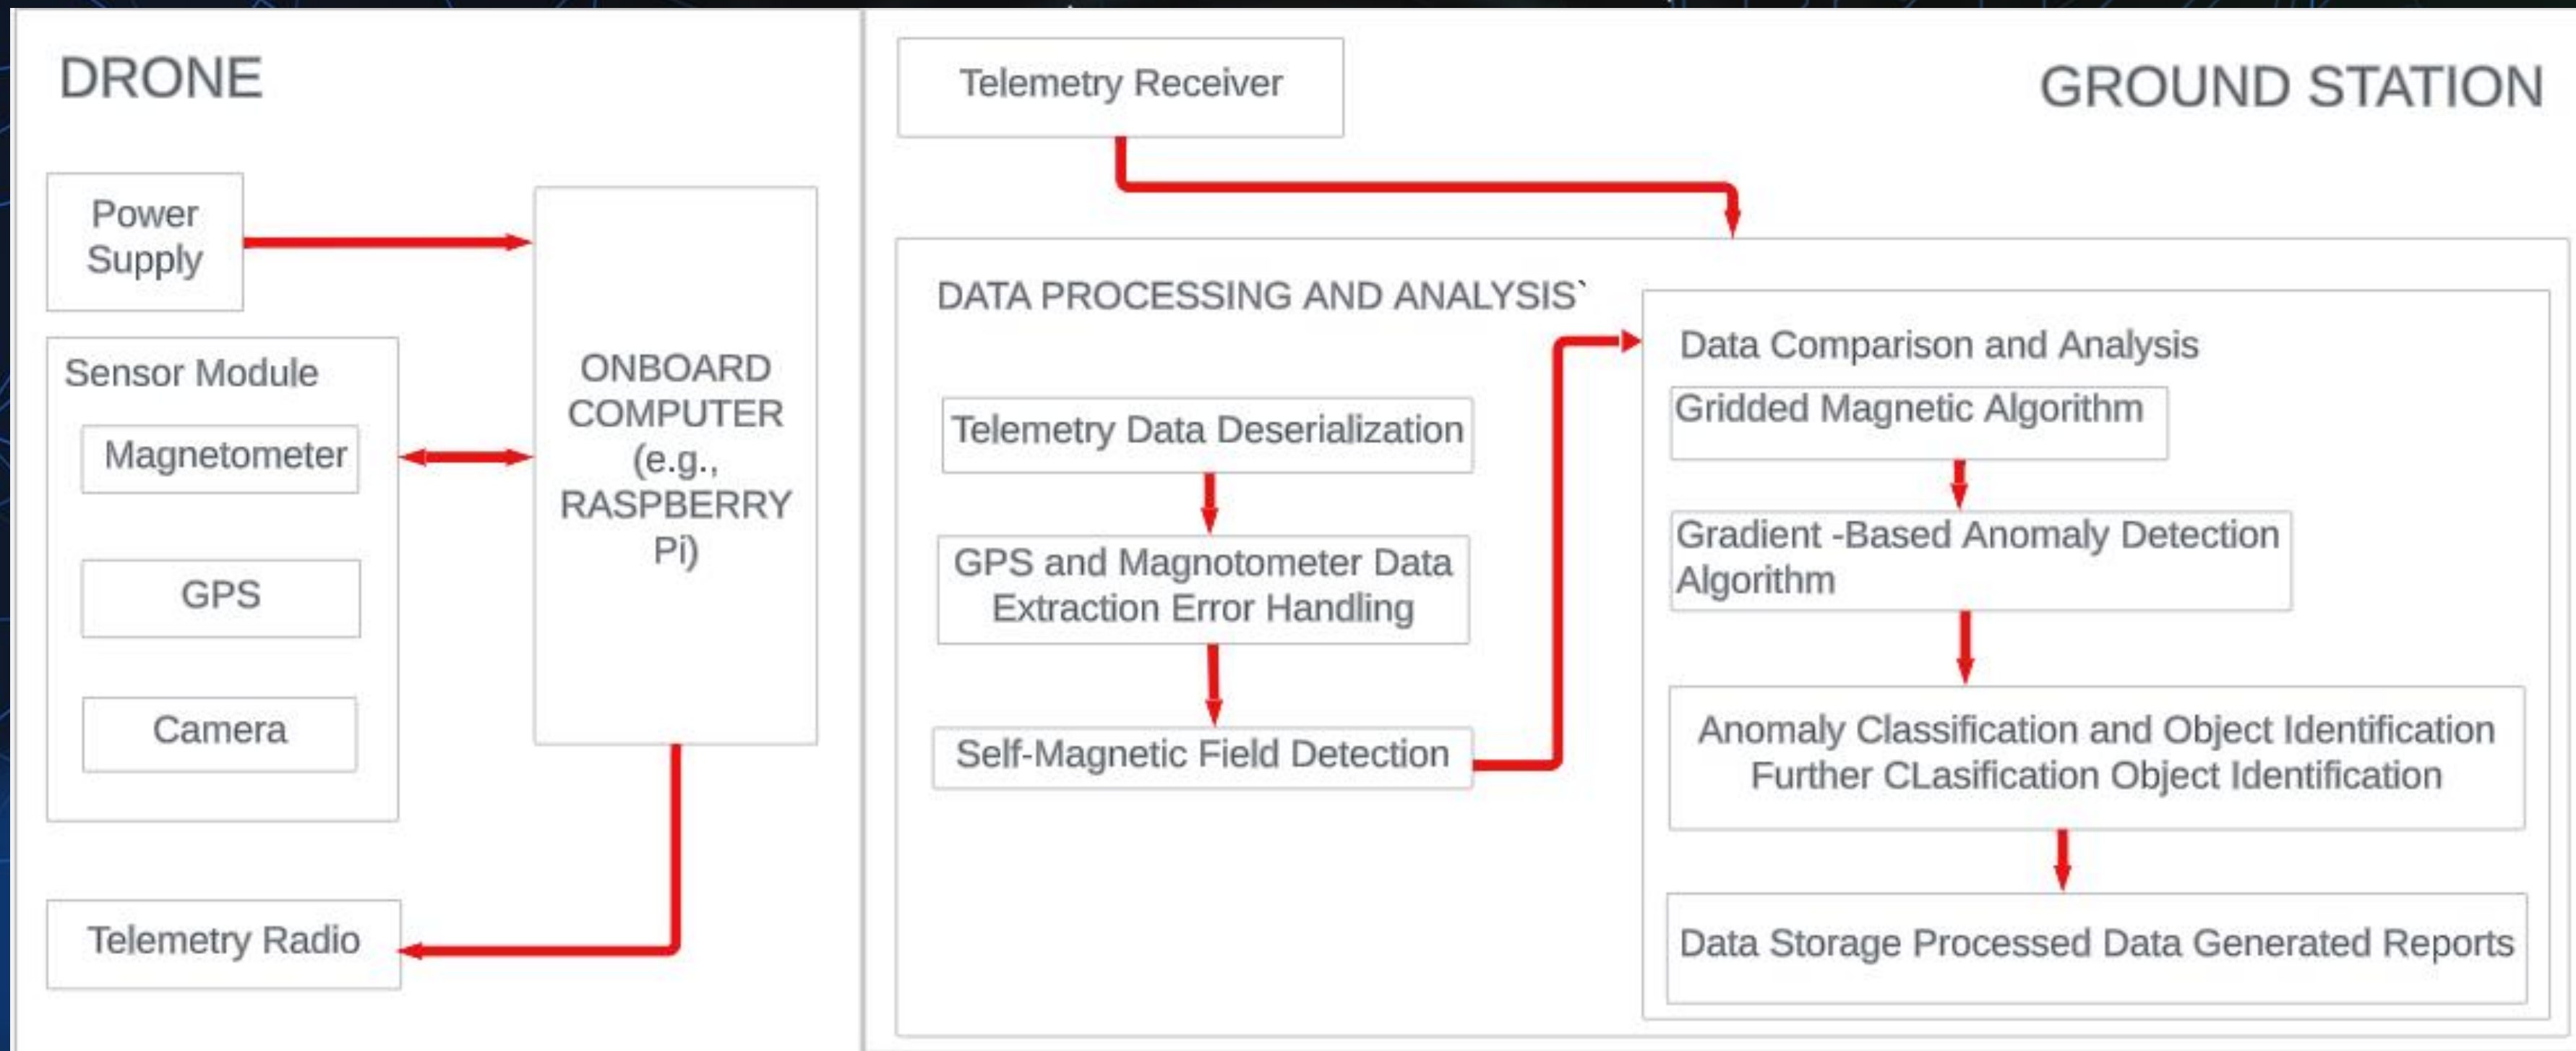 DRONE
Power
Supply
Sensor Module
Magnetometer
GPS
Camera
Telemetry Radio
ONBOARD
COMPUTER
(e.g.,
RASPBERRY
Pi)
GROUND STATION
Telemetry Receiver
DATA PROCESSING AND ANALYSIS`
Telemetry Data Deserialization
GPS and Magnotometer Data
Extraction Error Handling
Self-Magnetic Field Detection
Data Comparison and Analysis
Gridded Magnetic Algorithm
Gradient -Based Anomaly Detection
Algorithm
Anomaly Classification and Object Identification
Further CLasification Object Identification
Data Storage Processed Data Generated Reports